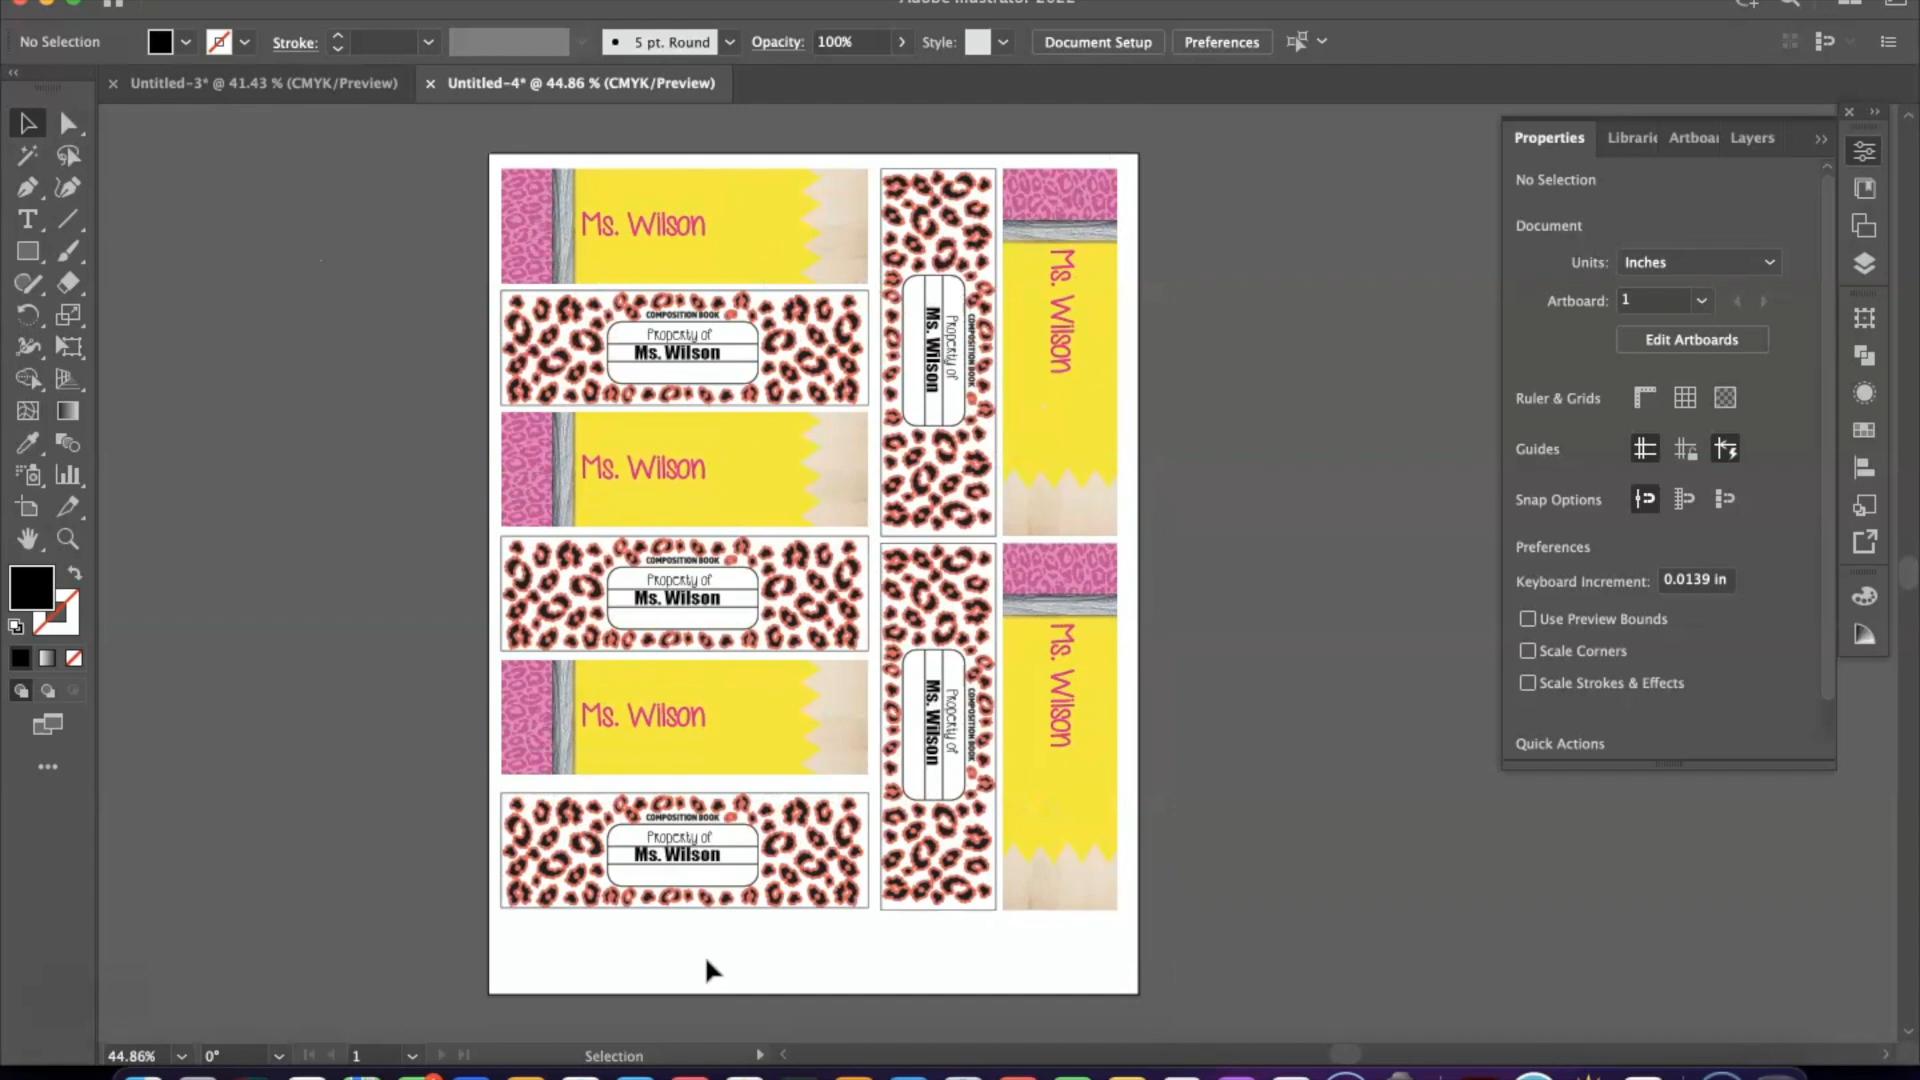 No Selection
Stroke:
5 pt. Round
Opacity:
100%
Style:
Document Setup
Preferences
Untitled-3* @ 41.43 % (CMYK/Preview)
Untitled-4* @ 44.86 % (CMYK/Preview)
Properties
Artboar
Layers
No Selection
Document
Units:
Inches
Artboard:
1
Edit Artboards
Ruler & Grids
Guides
Snap Options
Preferences
Keyboard Increment:
0.0139 in
Use Preview Bounds
Scale Corners
Scale Strokes & Effects
Quick Actions
Ms. Wilson
COMPOSITION BOOK
Property of
Ms. Wilson
Ms. Wilson
COMPOSITION BOOK
Property of
Ms. Wilson
Ms. Wilson
COMPOSITION BOOK
Property of
Ms. Wilson
COMPOSITION BOOK
Property of
Ms. Wilson
Ms. Wilson
COMPOSITION BOOK
Property of
Ms. Wilson
Ms. Wilson
44.86%
0°
1
Selection